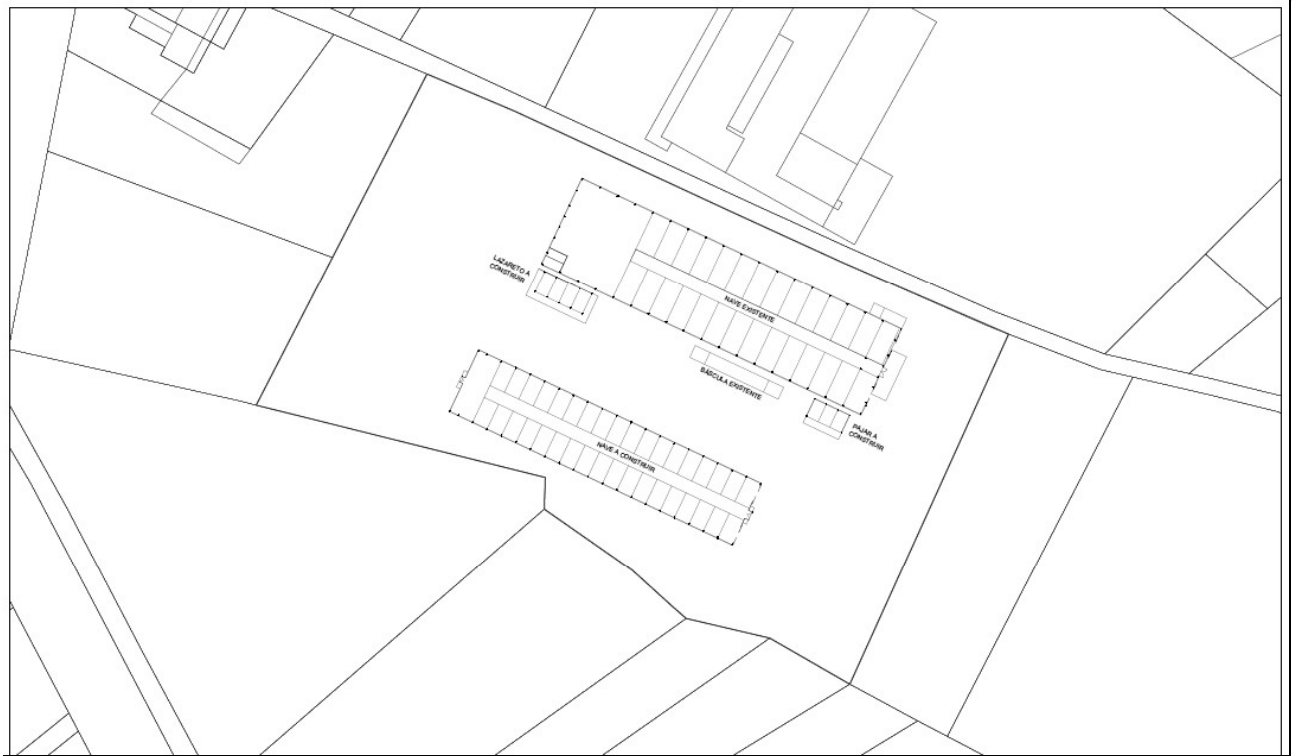 LAZARETO A
CONSTRUIR
NAVE EXISTENTE
BÁSCULA EXISTENTE
PAJAR A
CONSTRUIR
NAVE A CONSTRUIR